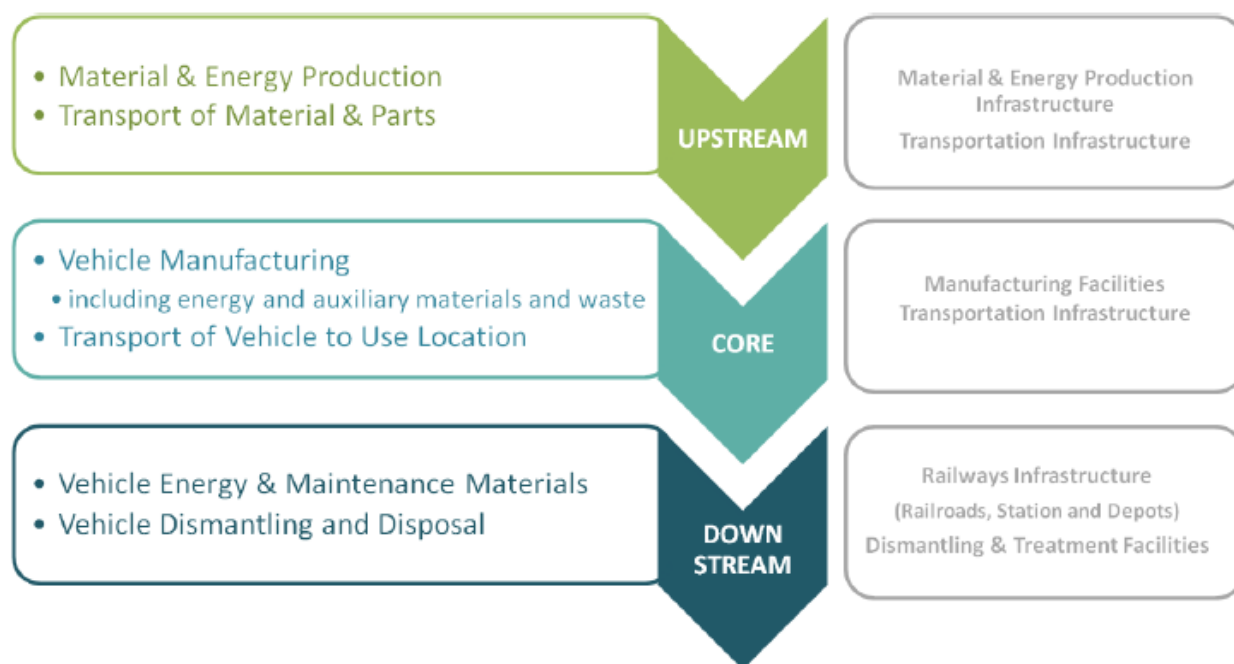 • Material & Energy Production
• Transport of Material & Parts
UPSTREAM
Material & Energy Production
Infrastructure
Transportation Infrastructure
• Vehicle Manufacturing
• including energy and auxiliary materials and waste
• Transport of Vehicle to Use Location
CORE
Manufacturing Facilities
Transportation Infrastructure
• Vehicle Energy & Maintenance Materials
• Vehicle Dismantling and Disposal
DOWN
STREAM
Railways Infrastructure
(Railroads, Station and Depots)
Dismantling & Treatment Facilities